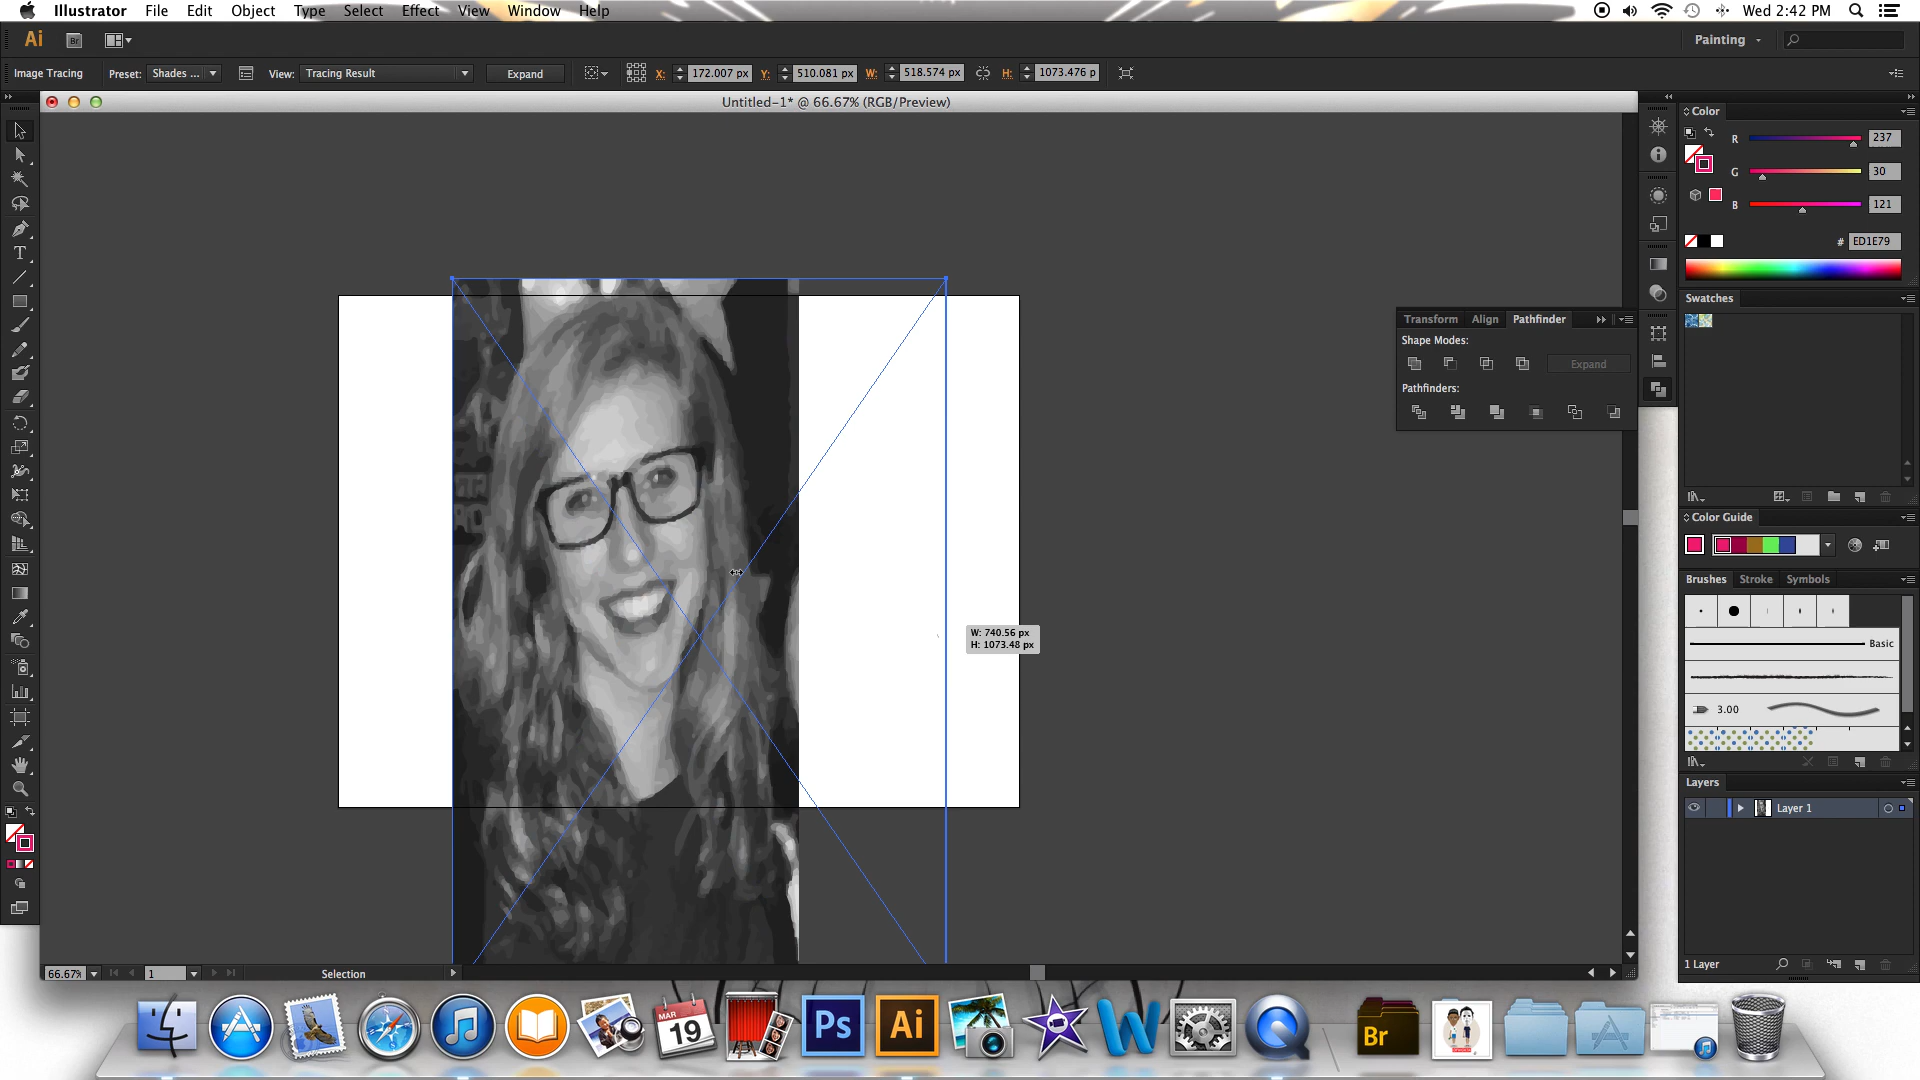 Illustrator File Edit Object Type Select Effect View Window Help Wed 2:42 PM
Ai Br Painting
Image Tracing Preset: Shades ... View: Tracing Result Expand X: 172.007 px Y: 510.081 px W: 518.574 px H: 1073.476 p
Untitled-1* @ 66.67% (RGB/Preview)
Color
R 237
G 30
B 121
# ED1E79
Swatches
Transform Align Pathfinder
Shape Modes:
Expand
Pathfinders:
Color Guide
Brushes Stroke Symbols
W: 740.56 px
H: 1073.48 px
Basic
3.00
Layers
Layer 1
1 Layer
66.67% 1 Selection
MAR
19
Ps
Ai
W
Br